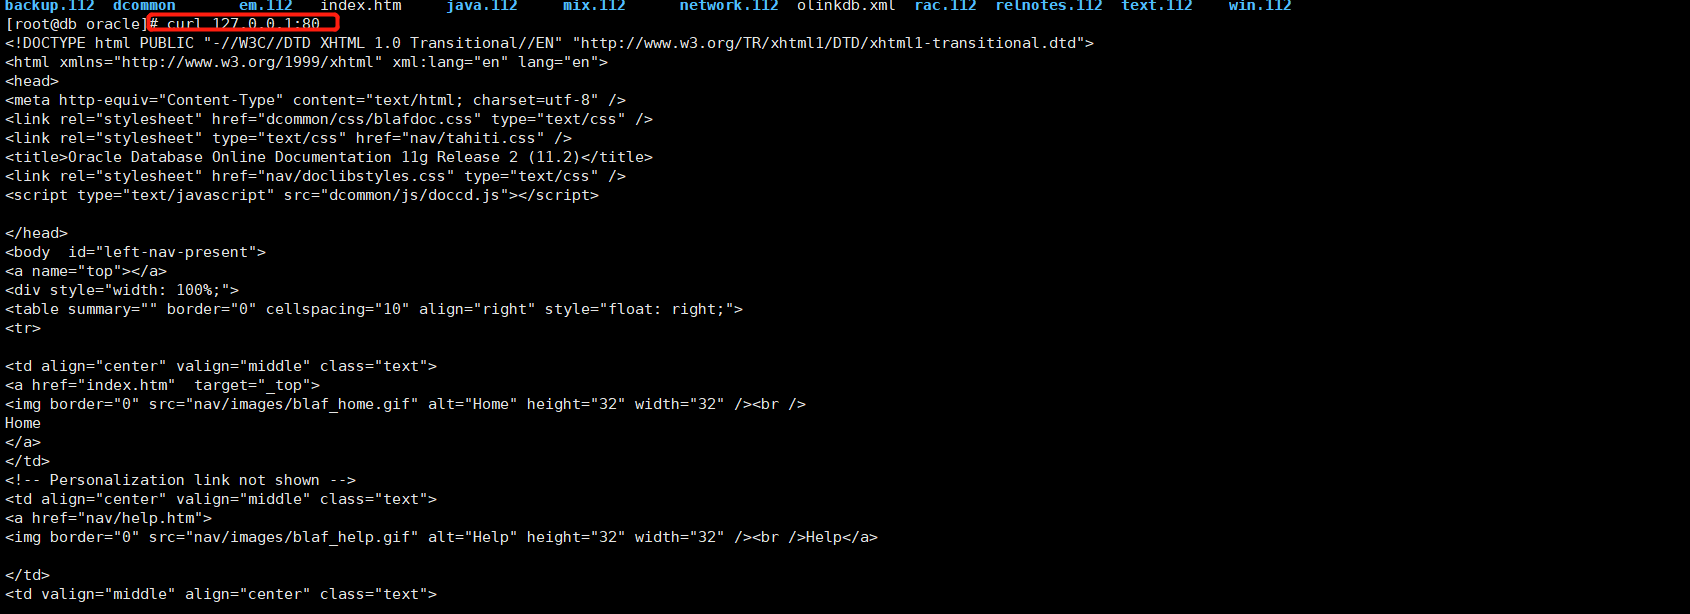 backup.112  dcommon       em.112   index.htm     java.112     mix.112      network.112  olinkdb.xml  rac.112  relnotes.112  text.112    win.112
[root@db oracle]# curl 127.0.0.1:80
<!DOCTYPE html PUBLIC "-//W3C//DTD XHTML 1.0 Transitional//EN" "http://www.w3.org/TR/xhtml1/DTD/xhtml1-transitional.dtd">
<html xmlns="http://www.w3.org/1999/xhtml" xml:lang="en" lang="en">
<head>
<meta http-equiv="Content-Type" content="text/html; charset=utf-8" />
<link rel="stylesheet" href="dcommon/css/blafdoc.css" type="text/css" />
<link rel="stylesheet" type="text/css" href="nav/tahiti.css" />
<title>Oracle Database Online Documentation 11g Release 2 (11.2)</title>
<link rel="stylesheet" href="nav/doclibstyles.css" type="text/css" />
<script type="text/javascript" src="dcommon/js/doccd.js"></script>
</head>
<body  id="left-nav-present">
<a name="top"></a>
<div style="width: 100%;">
<table summary="" border="0" cellspacing="10" align="right" style="float: right;">
<tr>
<td align="center" valign="middle" class="text">
<a href="index.htm"  target="_top">
<img border="0" src="nav/images/blaf_home.gif" alt="Home" height="32" width="32" /><br />
Home
</a>
</td>
<!-- Personalization link not shown -->
<td align="center" valign="middle" class="text">
<a href="nav/help.htm">
<img border="0" src="nav/images/blaf_help.gif" alt="Help" height="32" width="32" /><br />Help</a>
</td>
<td valign="middle" align="center" class="text">